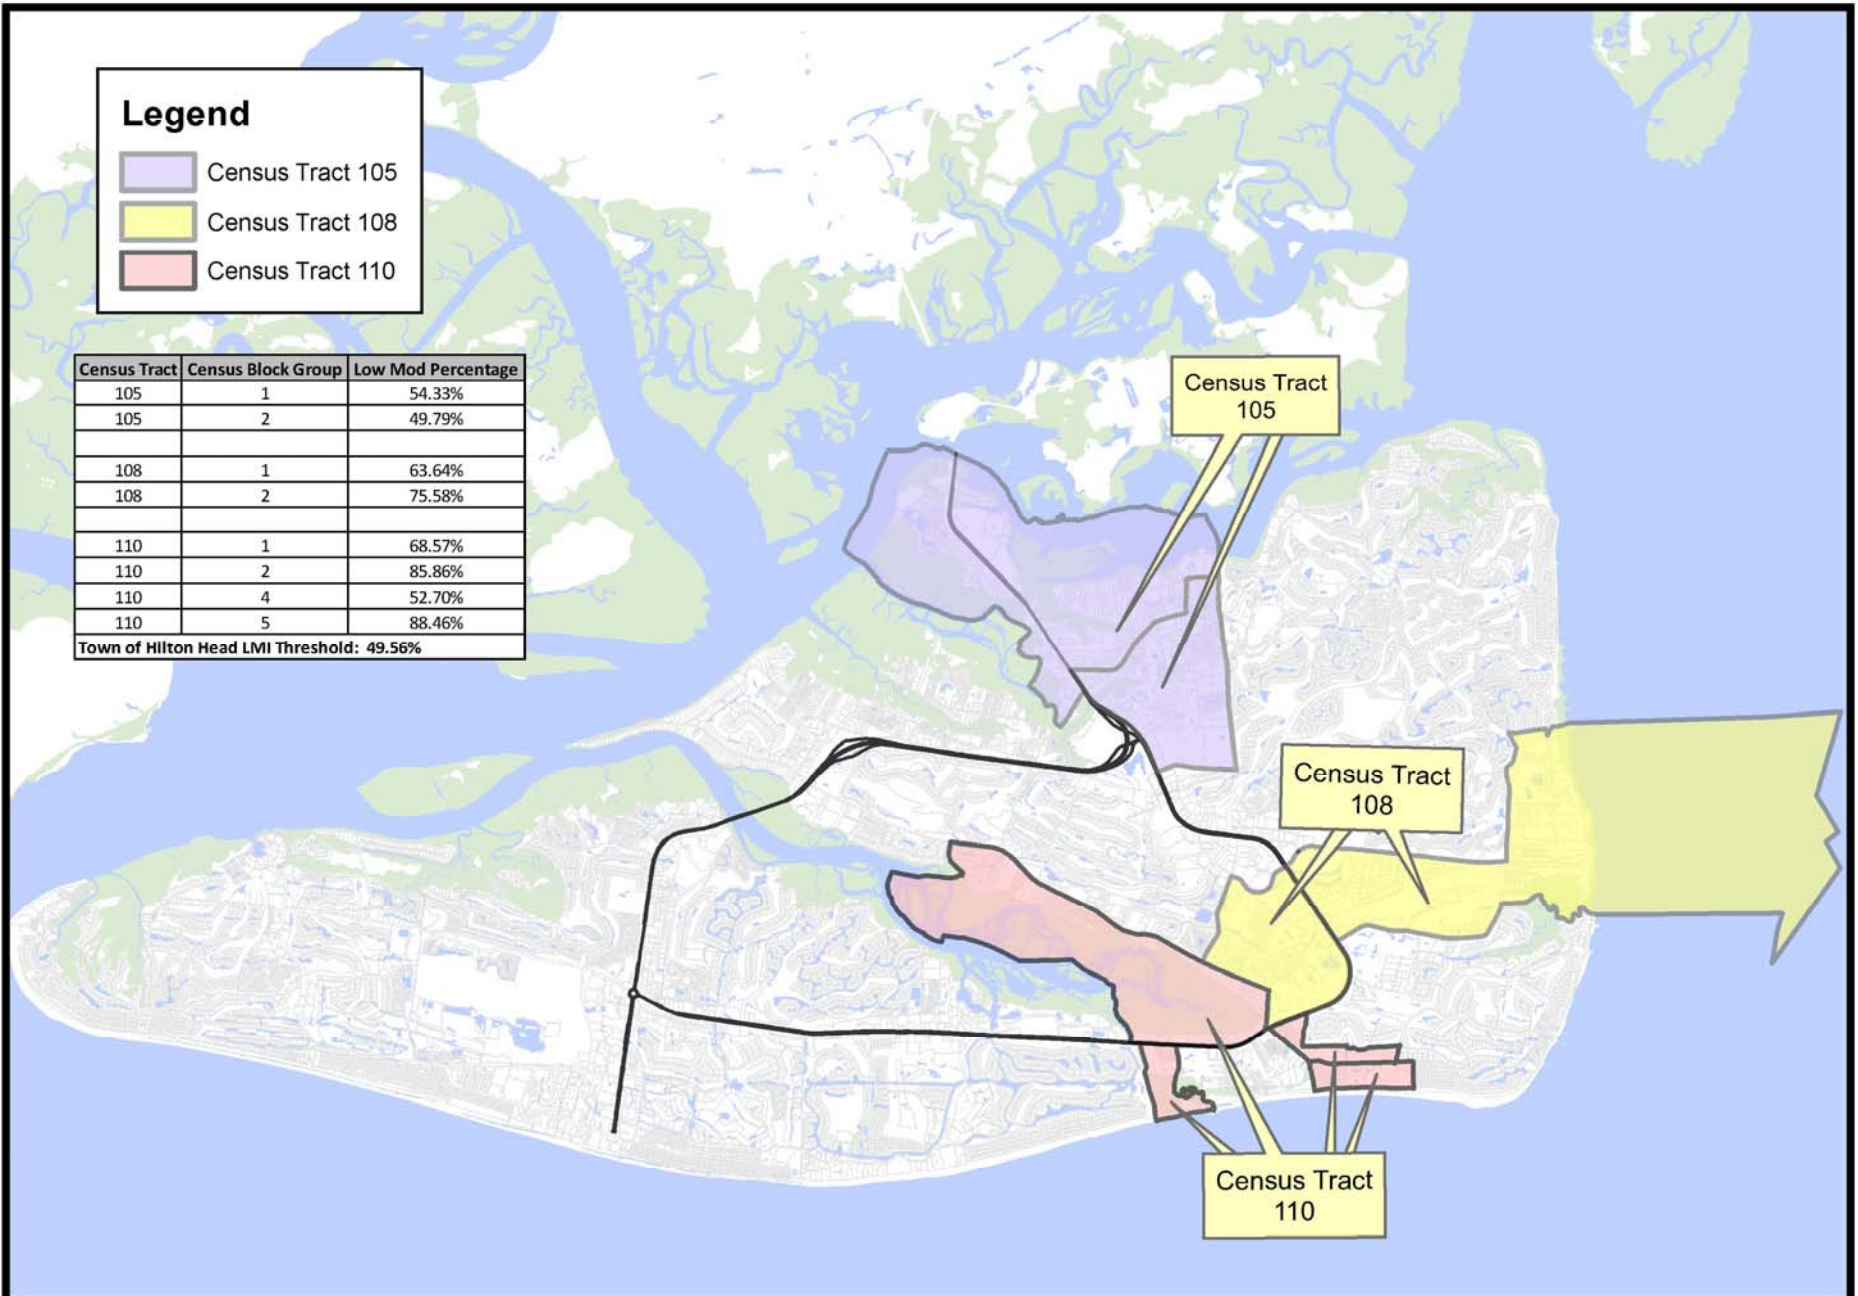 Legend
Census Tract 105
Census Tract 108
Census Tract 110
Census Tract Census Block Group Low Mod Percentage
105 1 54.33%
105 2 49.79%
108 1 63.64%
108 2 75.58%
110 1 68.57%
110 2 85.86%
110 4 52.70%
110 5 88.46%
Town of Hilton Head LMI Threshold: 49.56%
Census Tract
105
Census Tract
108
Census Tract
110